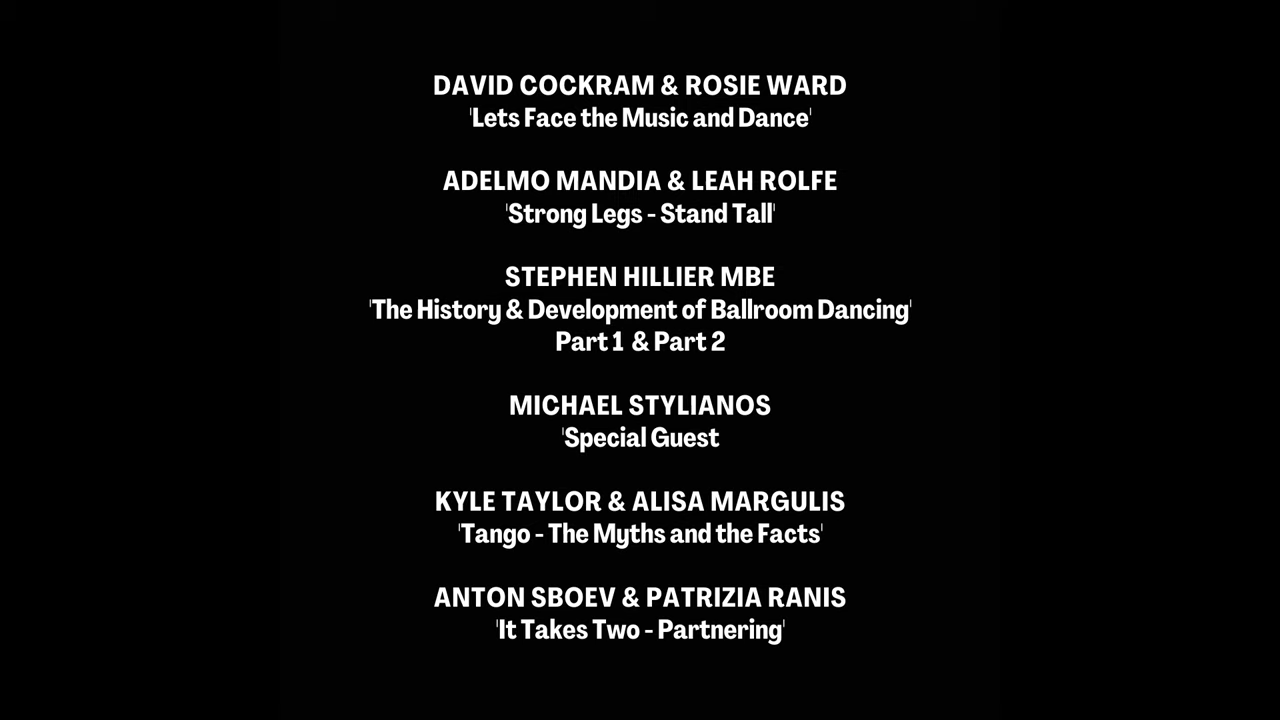 DAVID COCKRAM & ROSIE WARD
'Lets Face the Music and Dance'
ADELMO MANDIA & LEAH ROLFE
'Strong Legs - Stand Tall'
STEPHEN HILLIER MBE
'The History & Development of Ballroom Dancing'
Part 1 & Part 2
MICHAEL STYLIANOS
'Special Guest
KYLE TAYLOR & ALISA MARGULIS
'Tango - The Myths and the Facts'
ANTON SBOEV & PATRIZIA RANIS
'It Takes Two - Partnering'